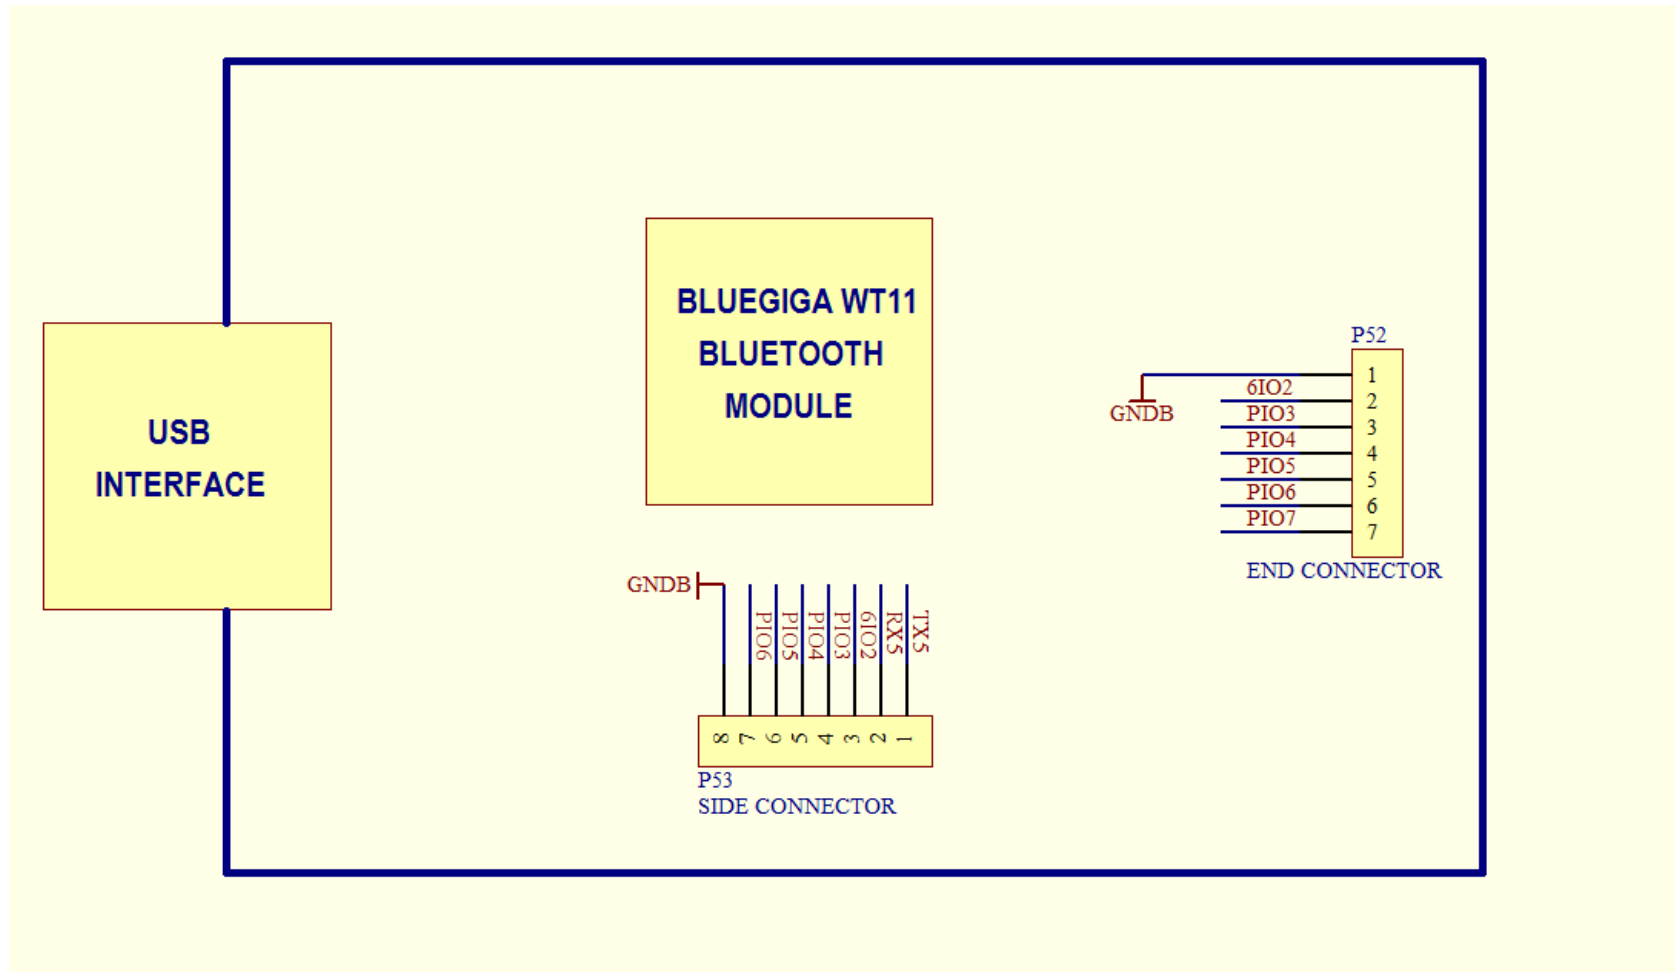 BLUEGIGA WT11
BLUETOOTH
MODULE
USB
INTERFACE
P52
1
2
3
4
5
6
7
6IO2
PIO3
PIO4
PIO5
PIO6
PIO7
GNDB
END CONNECTOR
GNDB
PIO6
PIO5
PIO4
PIO3
6IO2
RX5
TX5
8
7
6
5
4
3
2
1
P53
SIDE CONNECTOR